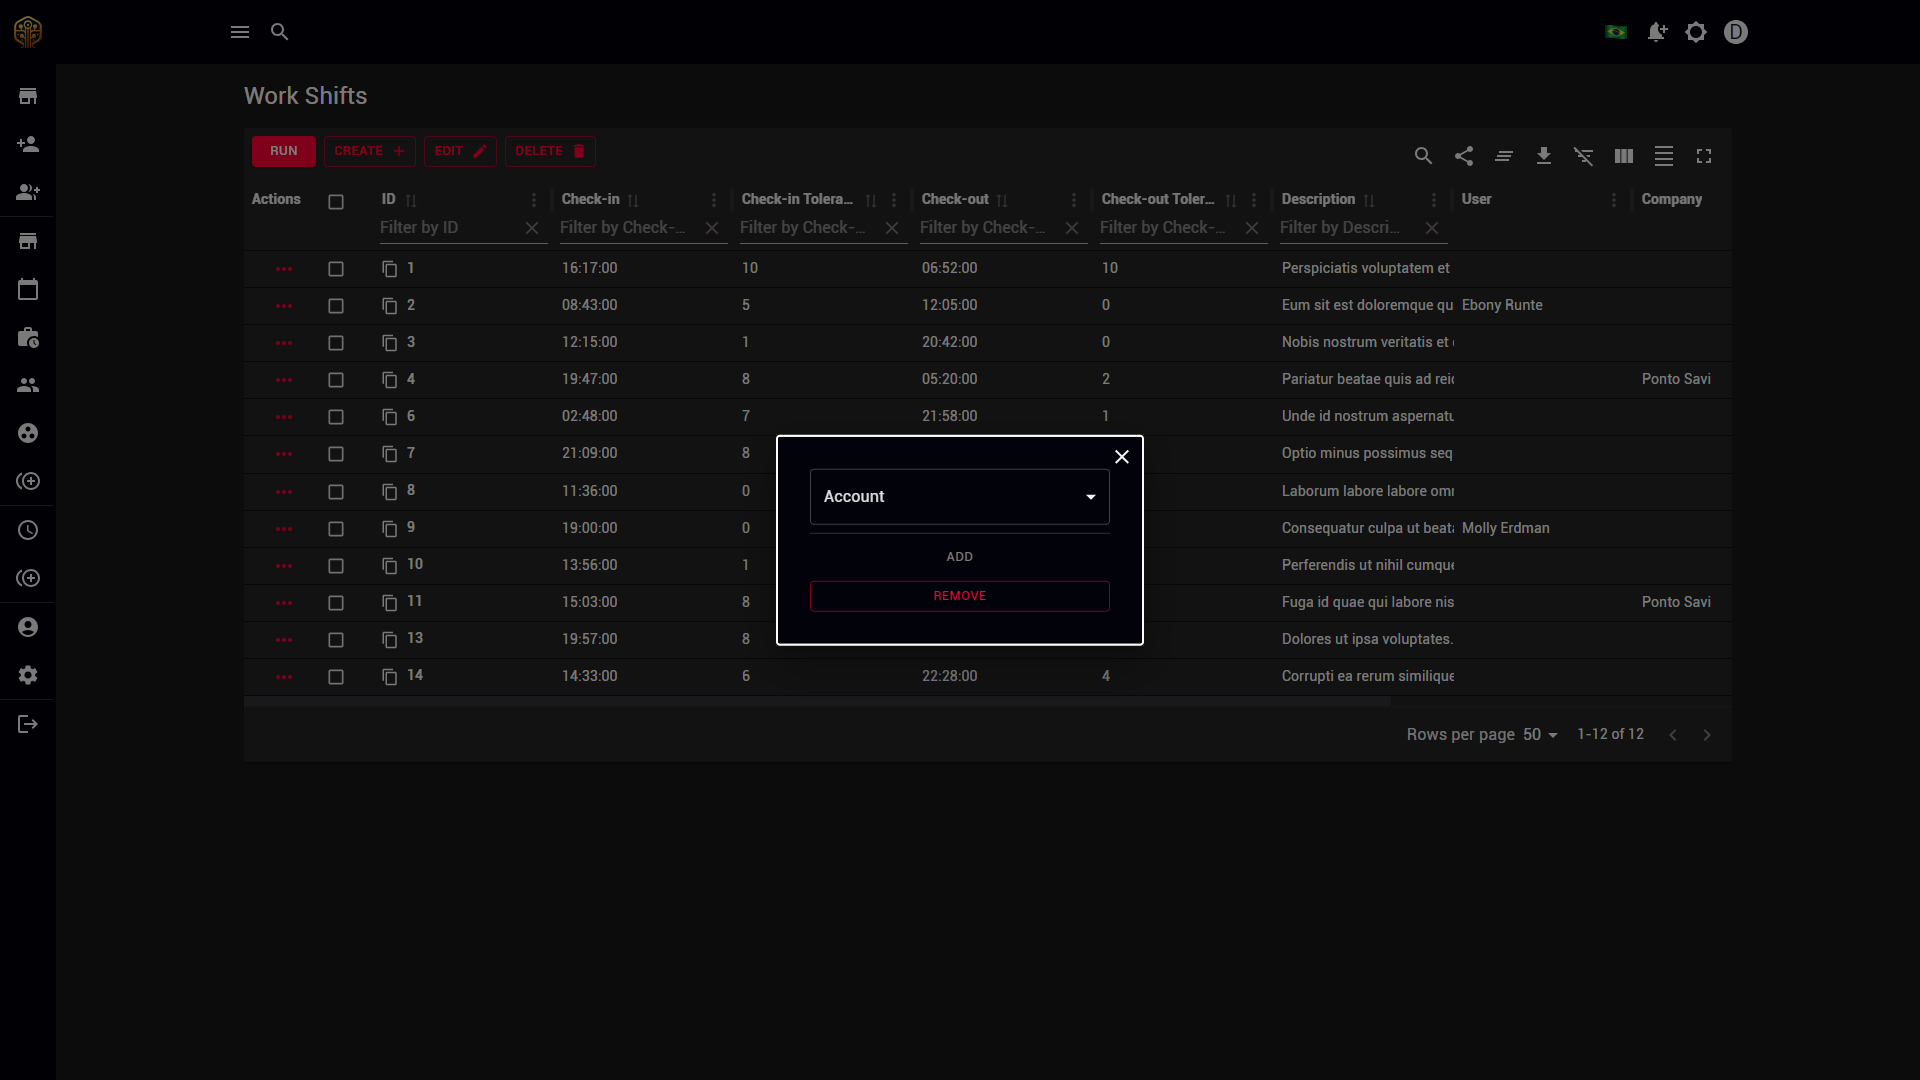 D
Work Shifts
RUN CREATE EDIT DELETE
Actions ID Check-in Check-in Tolera... Check-out Check-out Toler... Description User Company
Filter by ID Filter by Check-... Filter by Check-... Filter by Check-... Filter by Check-... Filter by Descri...
1 16:17:00 10 06:52:00 10 Perspiciatis voluptatem et
2 08:43:00 5 12:05:00 0 Eum sit est doloremque qu Ebony Runte
3 12:15:00 1 20:42:00 0 Nobis nostrum veritatis et
4 19:47:00 8 05:20:00 2 Pariatur beatae quis ad reic Ponto Savi
6 02:48:00 7 21:58:00 1 Unde id nostrum aspernatu
7 21:09:00 8 Optio minus possimus seq
8 11:36:00 0 Laborum labore labore omn
9 19:00:00 0 Consequatur culpa ut beata Molly Erdman
10 13:56:00 1 Perferendis ut nihil cumque
11 15:03:00 8 Fuga id quae qui labore nis Ponto Savi
13 19:57:00 8 Dolores ut ipsa voluptates.
14 14:33:00 6 22:28:00 4 Corrupti ea rerum similique
Account
ADD
REMOVE
Rows per page 50 1-12 of 12